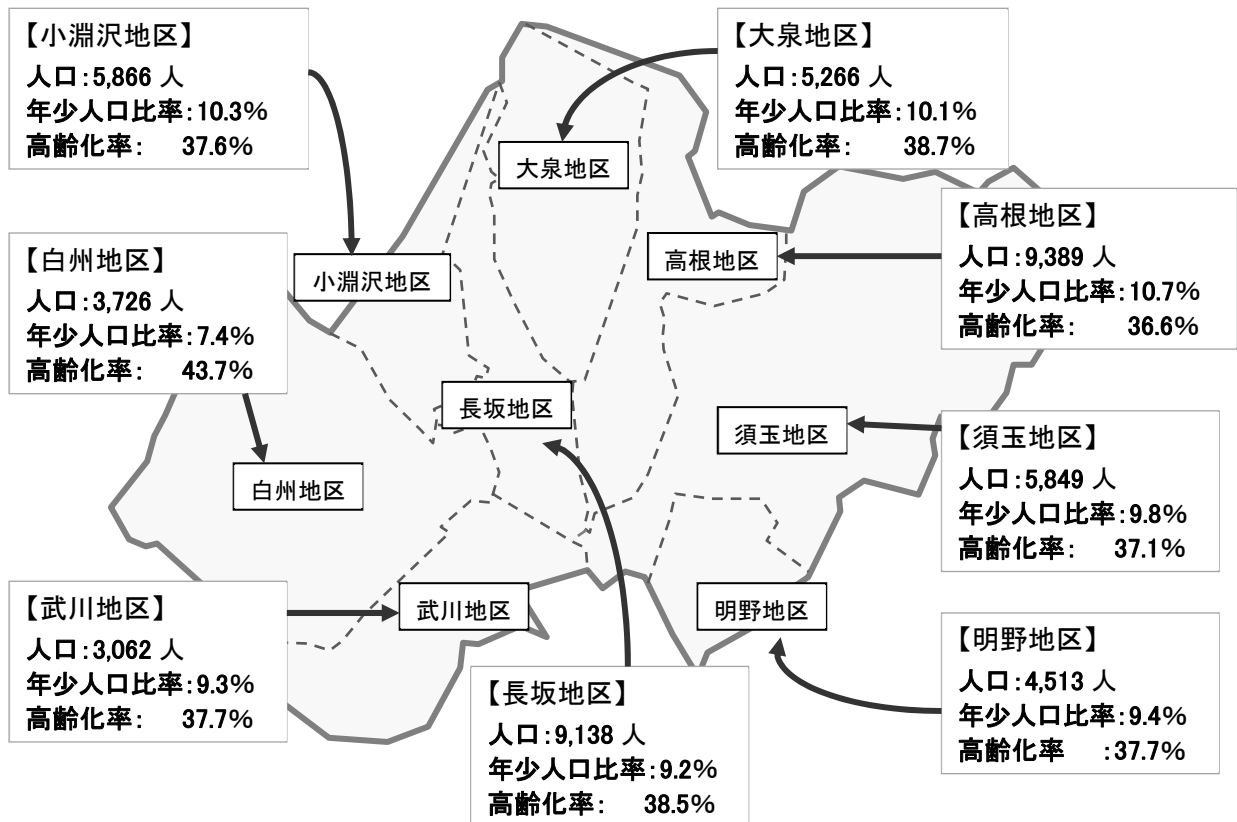 【小淵沢地区】
人口:5,866 人
年少人口比率:10.3%
高齢化率: 37.6%
【大泉地区】
人口:5,266 人
年少人口比率:10.1%
高齢化率: 38.7%
大泉地区
【高根地区】
人口:9,389 人
年少人口比率:10.7%
高齢化率: 36.6%
高根地区
小淵沢地区
【白州地区】
人口:3,726 人
年少人口比率:7.4%
高齢化率: 43.7%
長坂地区
須玉地区
【須玉地区】
人口:5,849 人
年少人口比率:9.8%
高齢化率: 37.1%
白州地区
【武川地区】
人口:3,062 人
年少人口比率:9.3%
高齢化率: 37.7%
武川地区
明野地区
【明野地区】
人口:4,513 人
年少人口比率:9.4%
高齢化率 :37.7%
【長坂地区】
人口:9,138 人
年少人口比率:9.2%
高齢化率: 38.5%